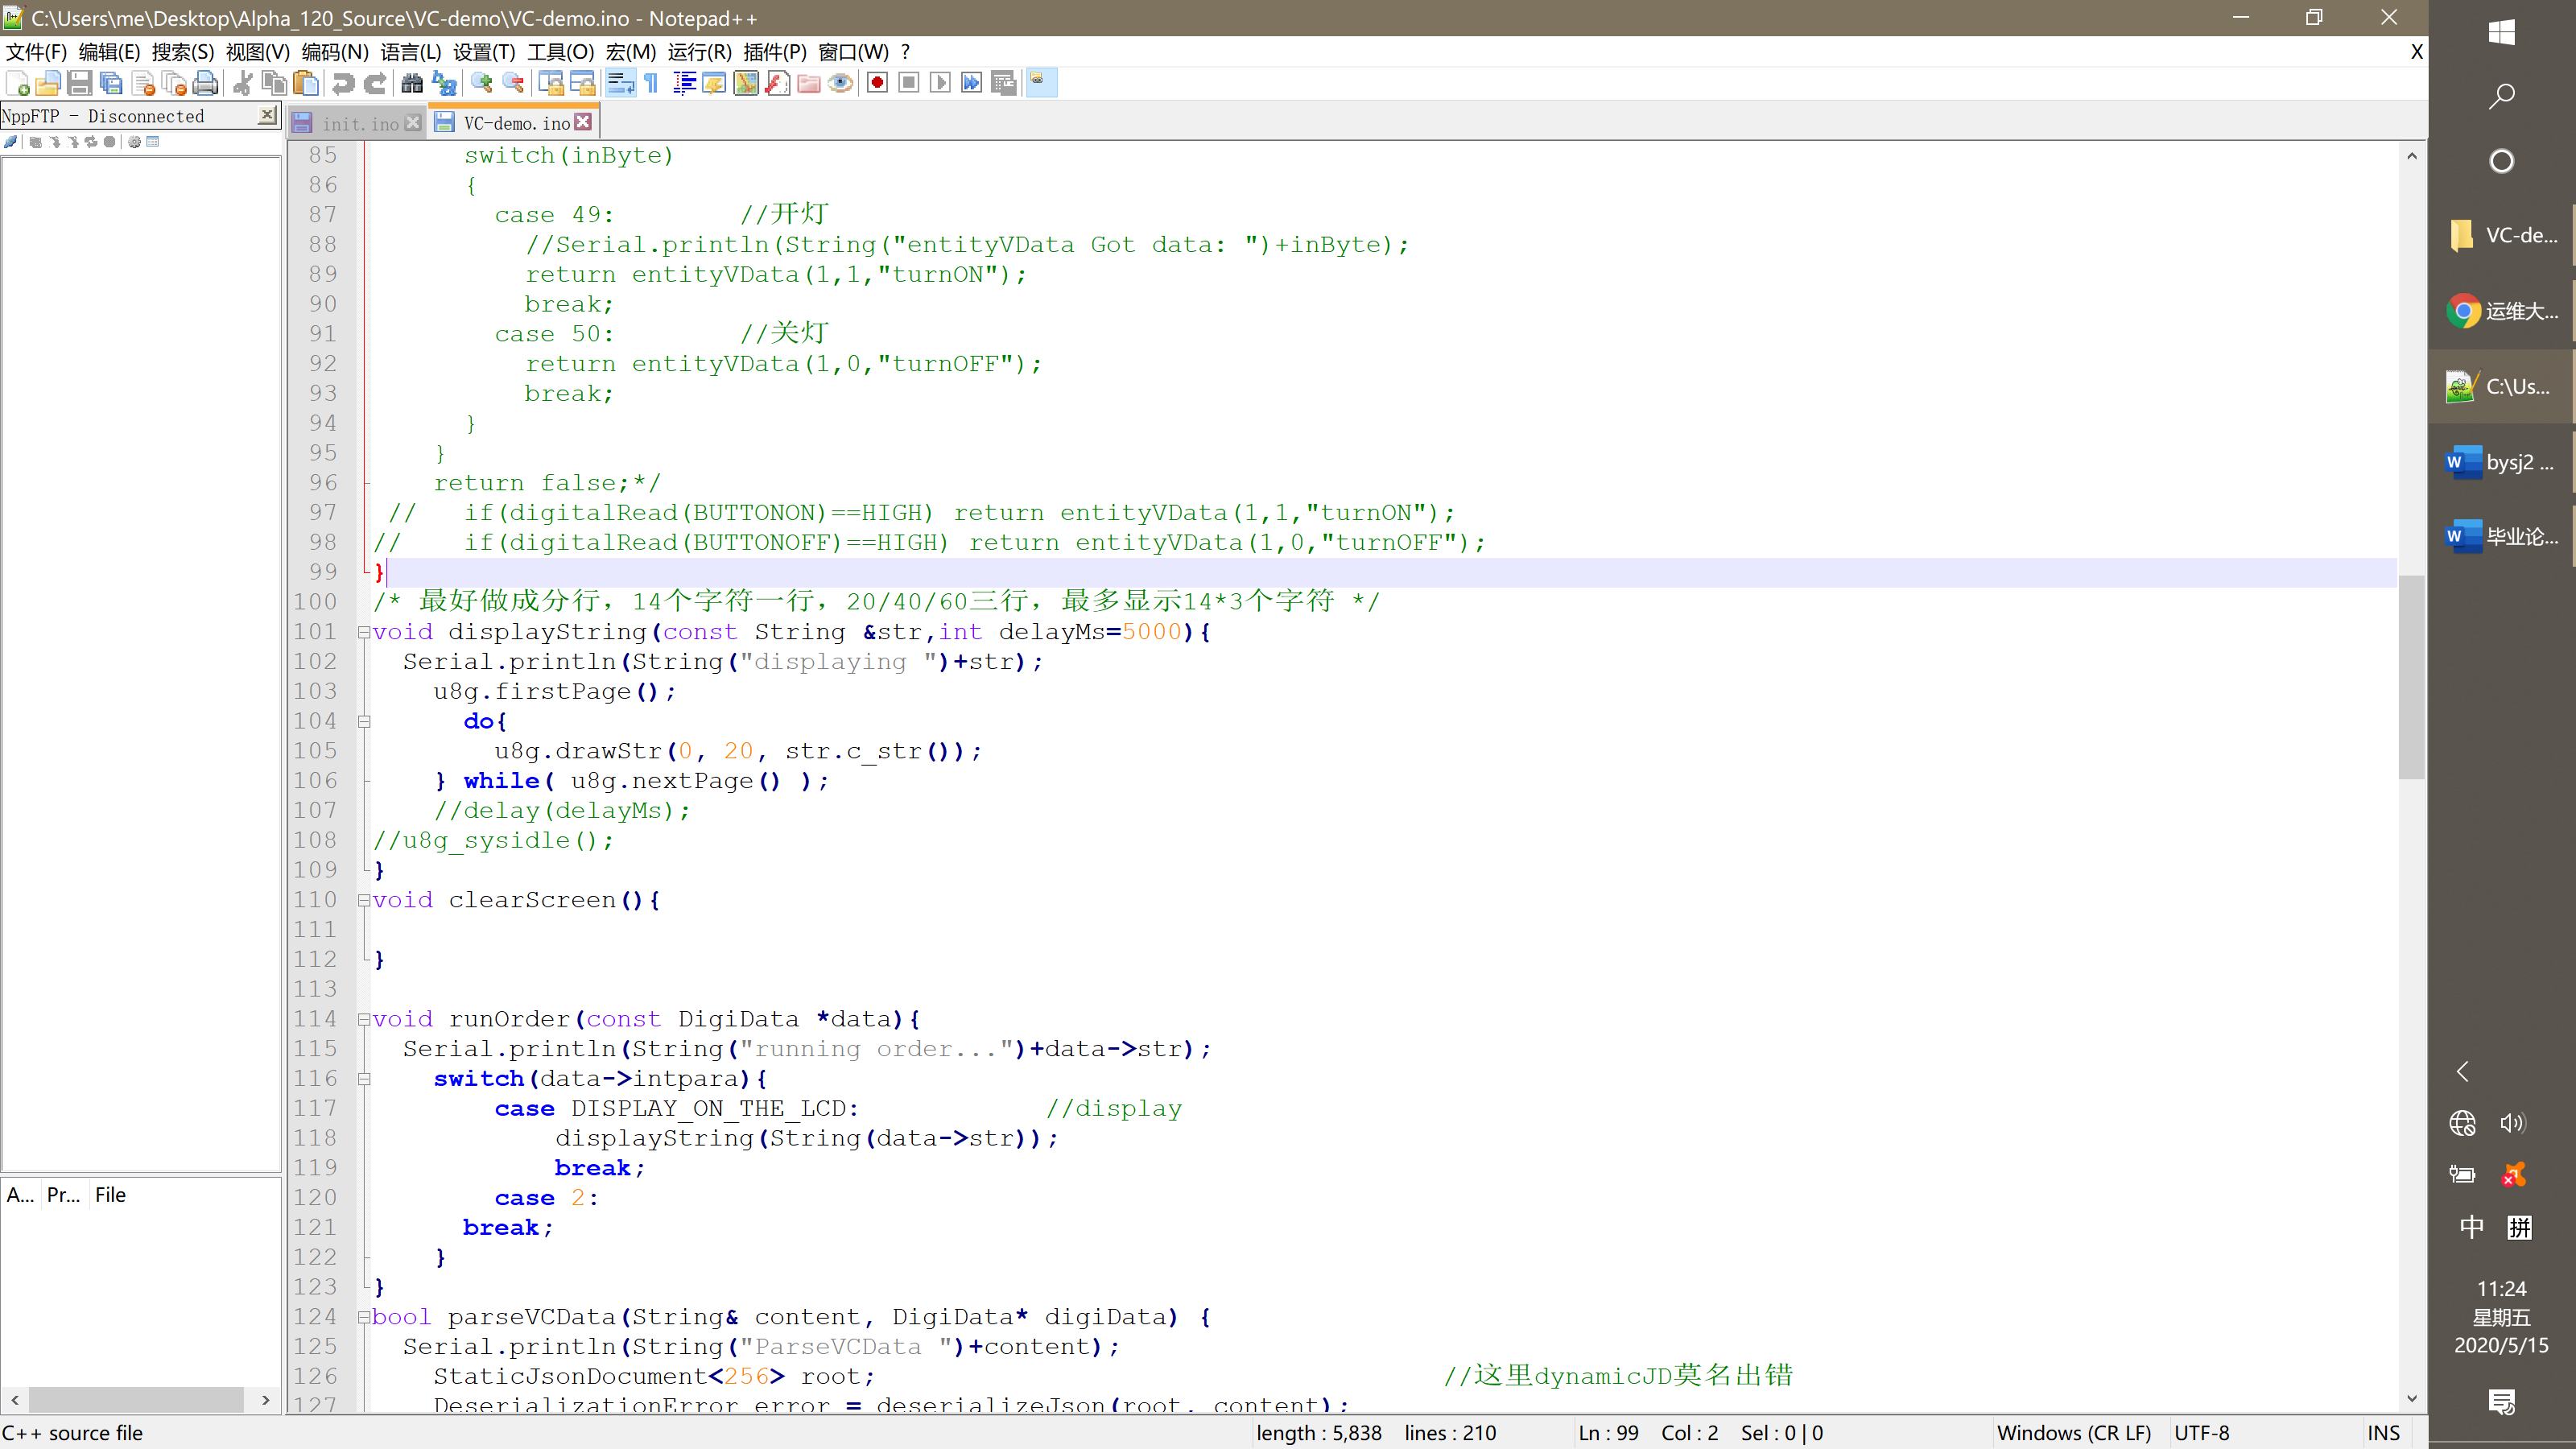 C:\Users\me\Desktop\Alpha_120_Source\VC-demo\VC-demo.ino - Notepad++
文件(F) 编辑(E) 搜索(S) 视图(V) 编码(N) 语言(L) 设置(T) 工具(O) 宏(M) 运行(R) 插件(P) 窗口(W) ? X
NppFTP - Disconnected
init.ino VC-demo.ino
85 switch(inByte)
86 {
87 case 49: //开灯
88 //Serial.println(String("entityVData Got data: ")+inByte);
89 return entityVData(1,1,"turnON");
90 break;
91 case 50: //关灯
92 return entityVData(1,0,"turnOFF");
93 break;
94 }
95 }
96 return false;*/
97 // if(digitalRead(BUTTONON)==HIGH) return entityVData(1,1,"turnON");
98 // if(digitalRead(BUTTONOFF)==HIGH) return entityVData(1,0,"turnOFF");
99 }
100 /* 最好做成分行，14个字符一行，20/40/60三行，最多显示14*3个字符 */
101 void displayString(const String &str,int delayMs=5000){
102 Serial.println(String("displaying ")+str);
103 u8g.firstPage();
104 do{
105 u8g.drawStr(0, 20, str.c_str());
106 } while( u8g.nextPage() );
107 //delay(delayMs);
108 //u8g_sysidle();
109 }
110 void clearScreen(){
111
112 }
113
114 void runOrder(const DigiData *data){
115 Serial.println(String("running order...")+data->str);
116 switch(data->intpara){
117 case DISPLAY_ON_THE_LCD: //display
118 displayString(String(data->str));
119 break;
120 case 2:
121 break;
122 }
123 }
124 bool parseVCData(String& content, DigiData* digiData) {
125 Serial.println(String("ParseVCData ")+content);
126 StaticJsonDocument<256> root; //这里dynamicJD莫名出错
127 DeserializationError error = deserializeJson(root, content);
A... Pr... File
C++ source file length : 5,838 lines : 210 Ln : 99 Col : 2 Sel : 0 | 0 Windows (CR LF) UTF-8 INS
VC-de...
运维大...
C:\Us...
bysj2 ...
毕业论...
中 拼
11:24
星期五
2020/5/15